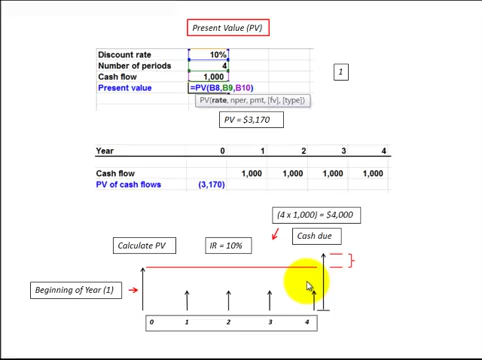 Present Value (PV)
Discount rate 10%
Number of periods 4
Cash flow 1,000
Present value =PV(B8,B9,B10)
PV(rate, nper, pmt, [fv], [type])
1
PV = $3,170
Year 0 1 2 3 4
Cash flow 1,000 1,000 1,000 1,000
PV of cash flows (3,170)
(4 x 1,000) = $4,000
Calculate PV IR = 10% Cash due
Beginning of Year (1)
0 1 2 3 4